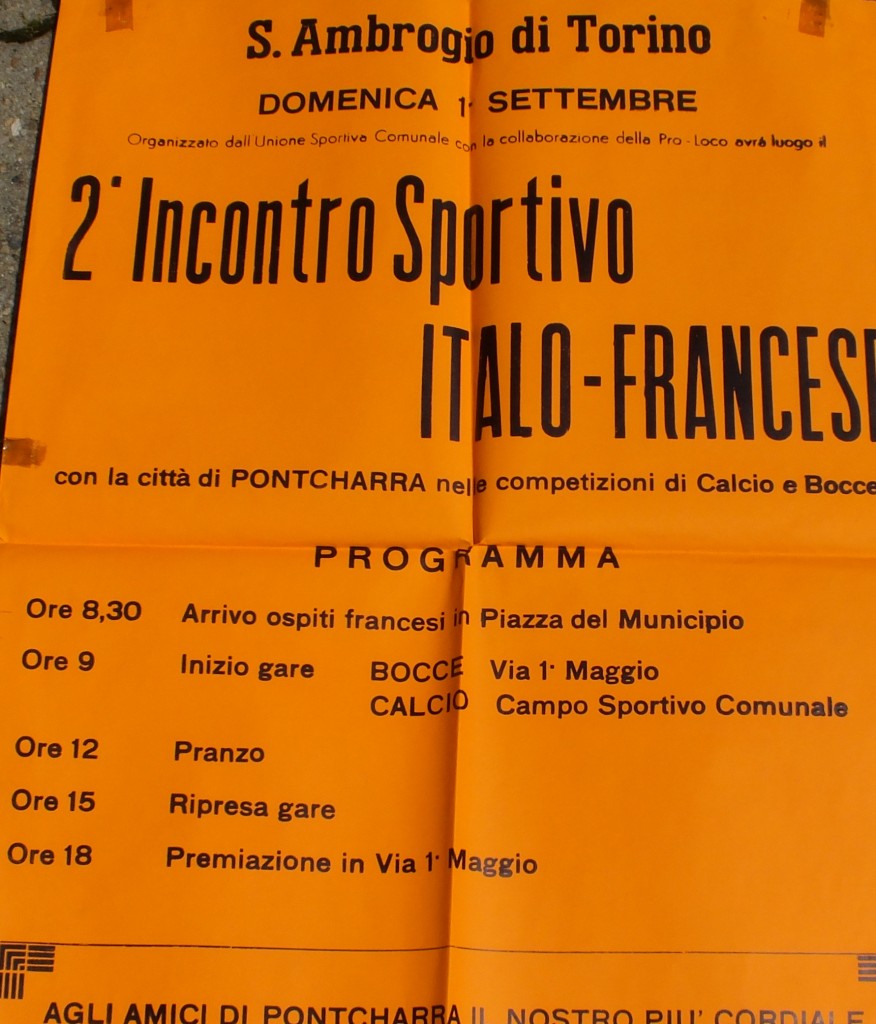 S. Ambrogio di Torino
DOMENICA 1· SETTEMBRE
Organizzato dall'Unione Sportiva Comunale con la collaborazione della Pro - Loco avrà luogo il
2· Incontro Sportivo
ITALO-FRANCES
con la città di PONTCHARRA nelle competizioni di Calcio e Bocce
PROGRAMMA
Ore 8,30 Arrivo ospiti francesi in Piazza del Municipio
Ore 9 Inizio gare BOCCE Via 1· Maggio
CALCIO Campo Sportivo Comunale
Ore 12 Pranzo
Ore 15 Ripresa gare
Ore 18 Premiazione in Via 1· Maggio
AGLI AMICI DI PONTCHARRA IL NOSTRO PIU' CORDIALE